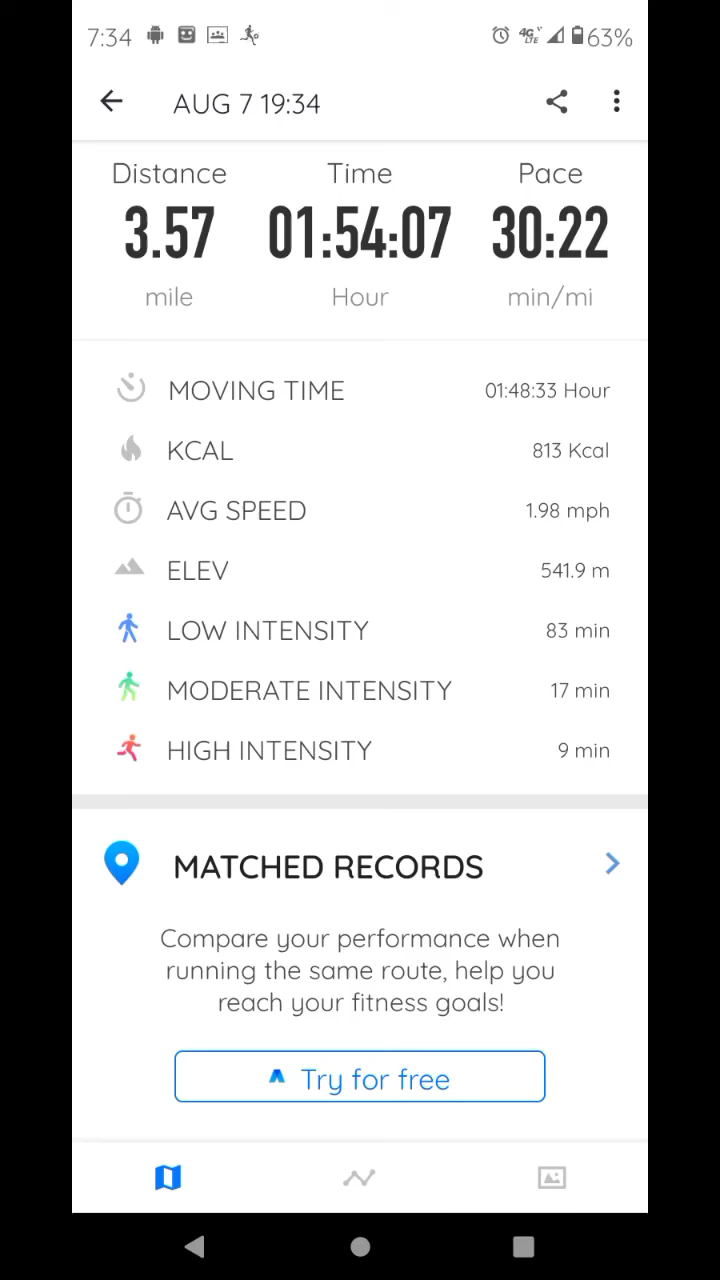 7:34 4G LTE 63%
AUG 7 19:34
Distance Time Pace
3.57 01:54:07 30:22
mile Hour min/mi
MOVING TIME 01:48:33 Hour
KCAL 813 Kcal
AVG SPEED 1.98 mph
ELEV 541.9 m
LOW INTENSITY 83 min
MODERATE INTENSITY 17 min
HIGH INTENSITY 9 min
MATCHED RECORDS
Compare your performance when
running the same route, help you
reach your fitness goals!
Try for free